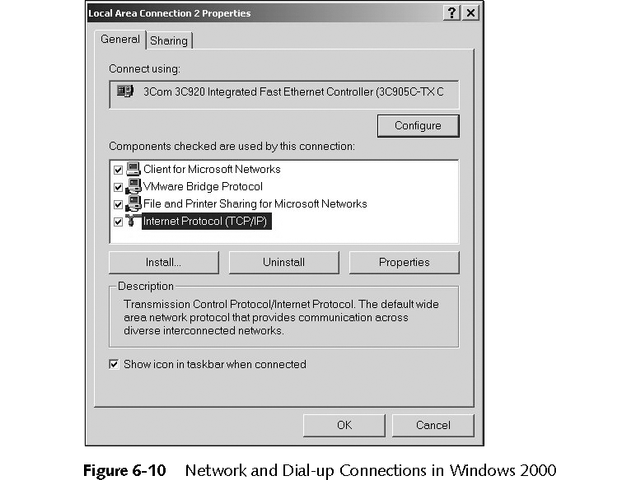 Local Area Connection 2 Properties
General Sharing
Connect using:
3Com 3C920 Integrated Fast Ethernet Controller (3C905C-TX C
Configure
Components checked are used by this connection:
Client for Microsoft Networks
VMware Bridge Protocol
File and Printer Sharing for Microsoft Networks
Internet Protocol (TCP/IP)
Install... Uninstall Properties
Description
Transmission Control Protocol/Internet Protocol. The default wide
area network protocol that provides communication across
diverse interconnected networks.
Show icon in taskbar when connected
OK Cancel
Figure 6-10 Network and Dial-up Connections in Windows 2000